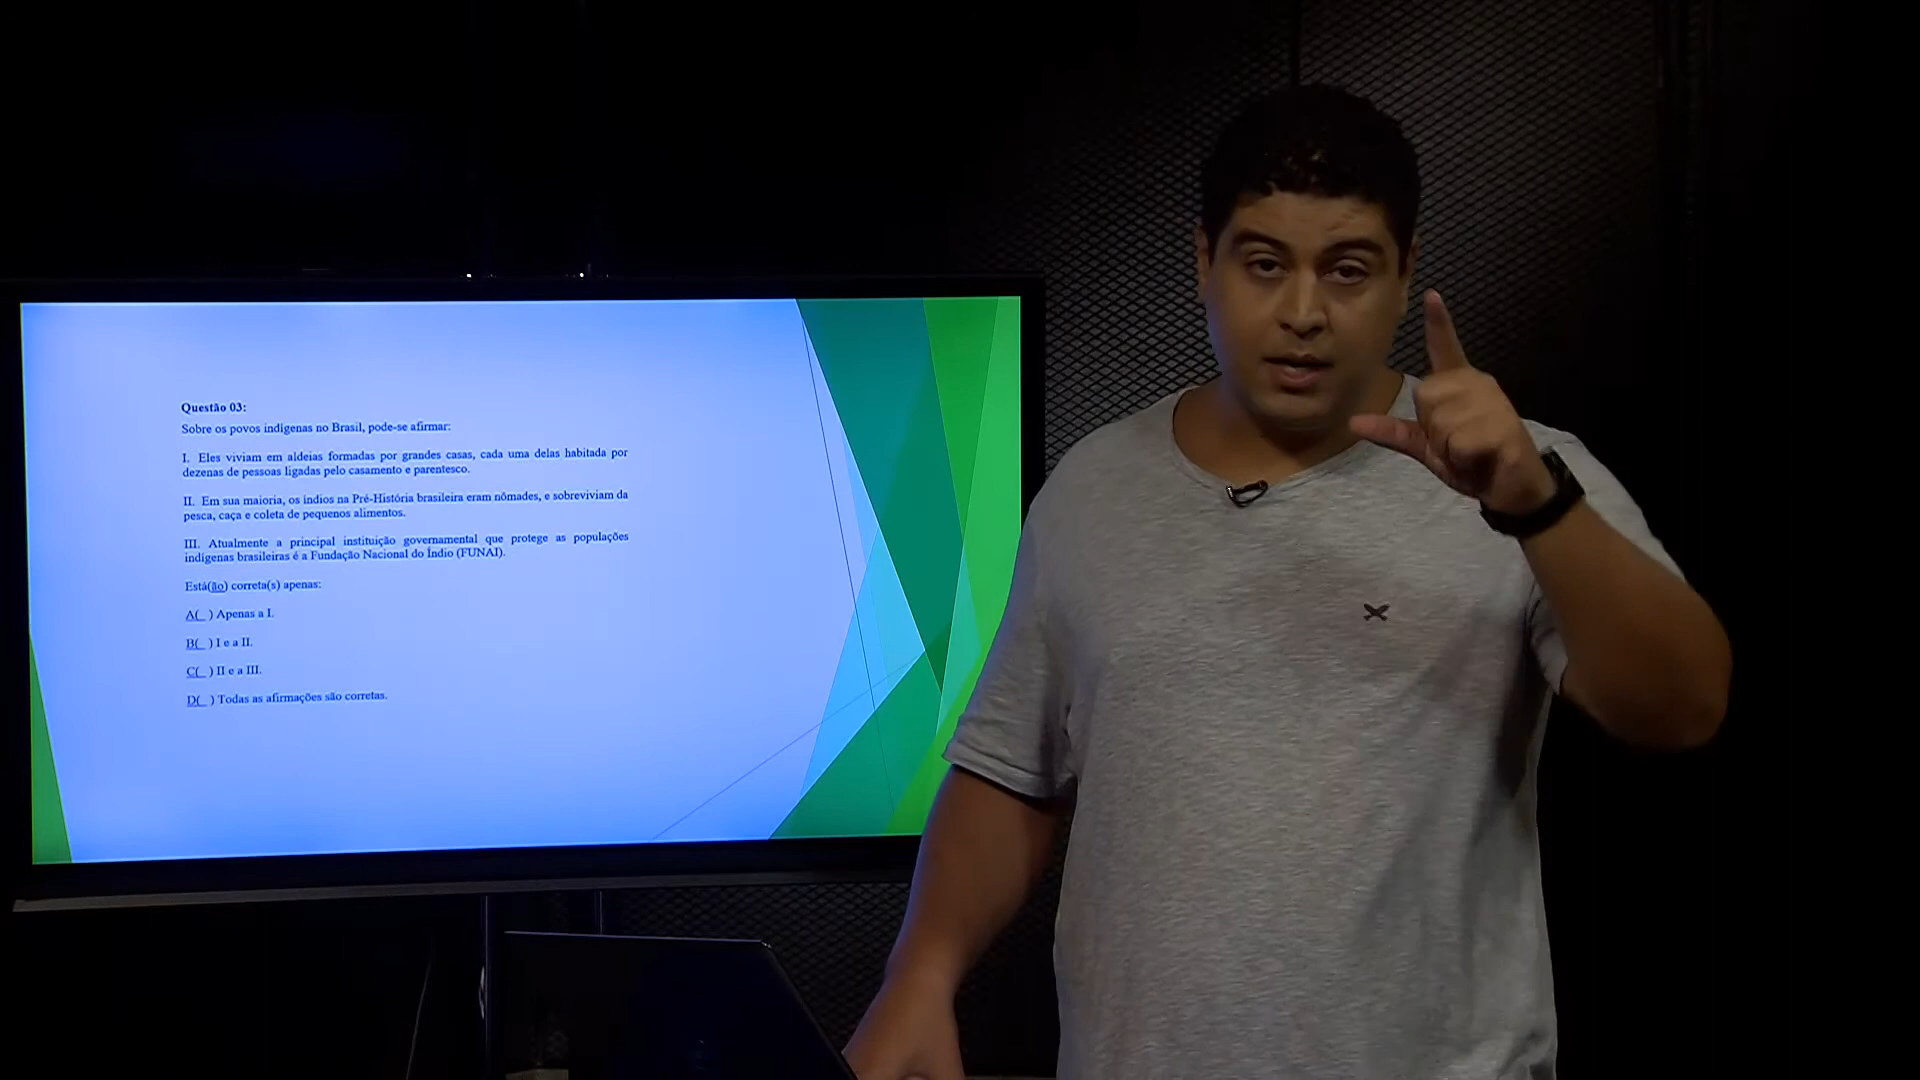 Questão 03:
Sobre os povos indígenas no Brasil, pode-se afirmar:
I. Eles viviam em aldeias formadas por grandes casas, cada uma delas habitada por
dezenas de pessoas ligadas pelo casamento e parentesco.
II. Em sua maioria, os índios na Pré-História brasileira eram nômades, e sobreviviam da
pesca, caça e coleta de pequenos alimentos.
III. Atualmente a principal instituição governamental que protege as populações
indígenas brasileiras é a Fundação Nacional do Índio (FUNAI).
Está(ão) correta(s) apenas:
A(_ ) Apenas a I.
B(_ ) I e a II.
C(_ ) II e a III.
D(_ ) Todas as afirmações são corretas.